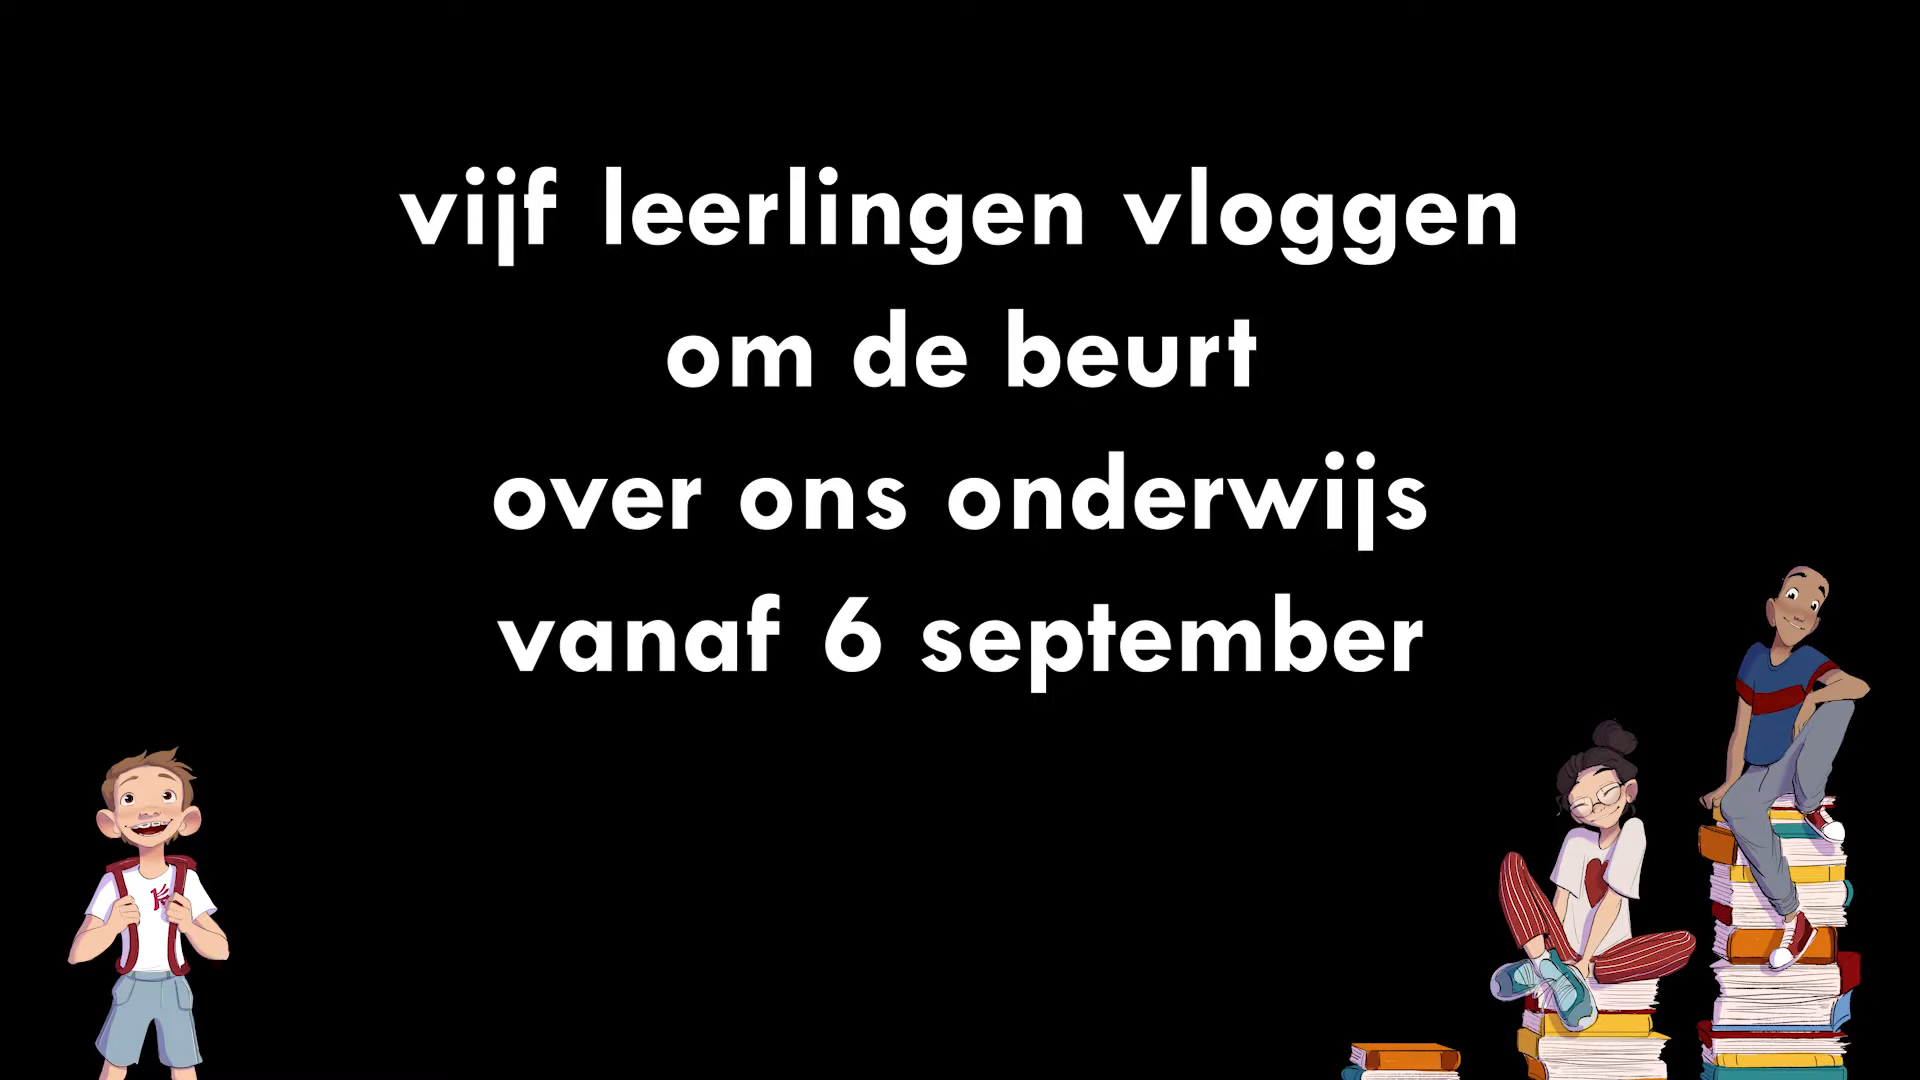 vijf leerlingen vloggen
om de beurt
over ons onderwijs
vanaf 6 september